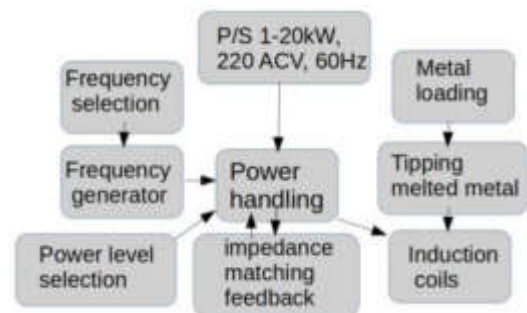 P/S 1-20kW,
220 ACV, 60Hz
Frequency
selection
Metal
loading
Frequency
generator
Power
handling
Tipping
melted metal
Power level
selection
impedance
matching
feedback
Induction
coils